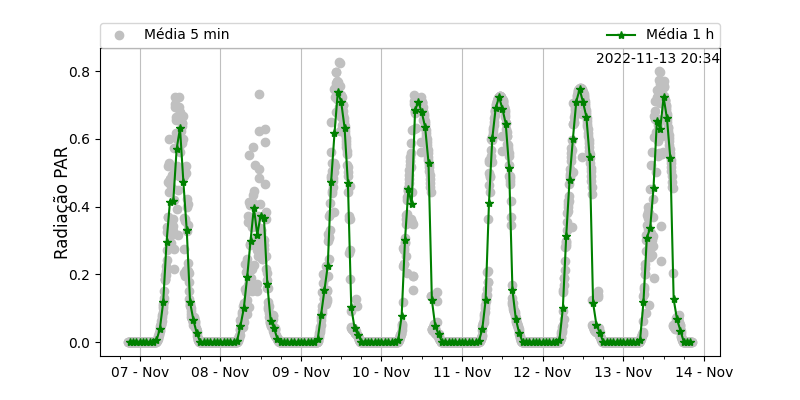 Média 5 min
Média 1 h
2022-11-13 20:34
Radiação PAR
0.8
0.6
0.4
0.2
0.0
07 - Nov
08 - Nov
09 - Nov
10 - Nov
11 - Nov
12 - Nov
13 - Nov
14 - Nov